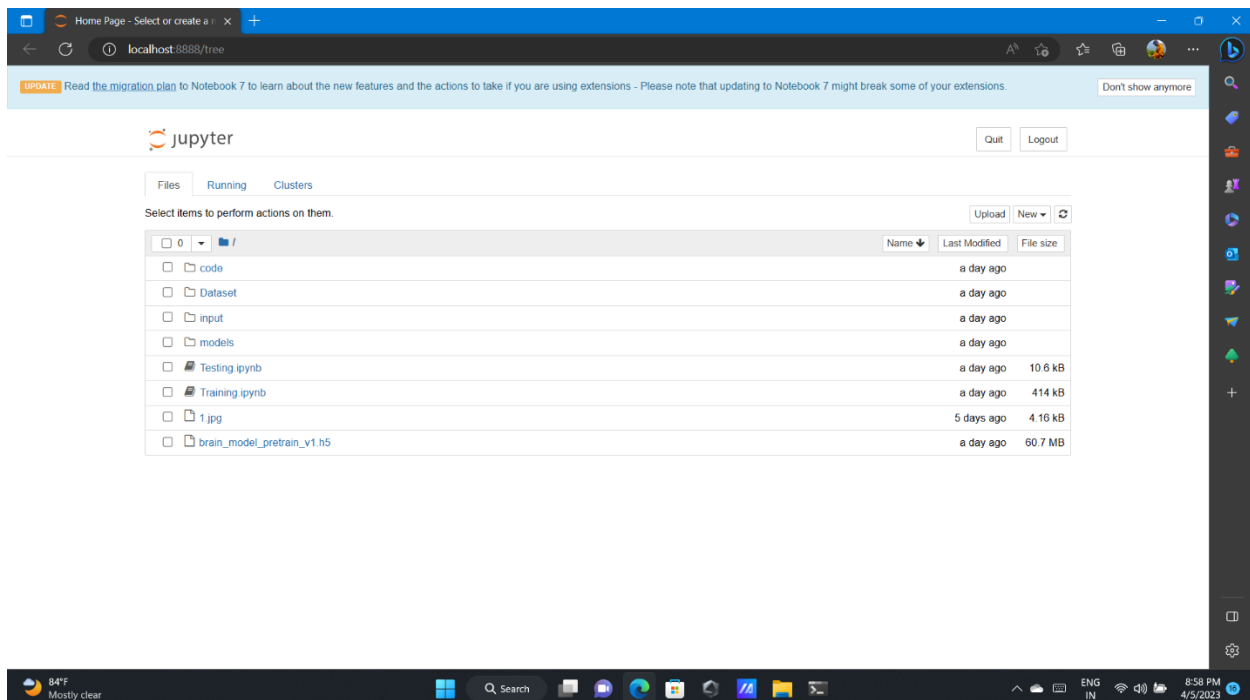 Home Page - Select or create a n
localhost:8888/tree
UPDATE Read the migration plan to Notebook 7 to learn about the new features and the actions to take if you are using extensions - Please note that updating to Notebook 7 might break some of your extensions. Don't show anymore
jupyter Quit Logout
Files Running Clusters
Select items to perform actions on them. Upload New
0 / Name Last Modified File size
code a day ago
Dataset a day ago
input a day ago
models a day ago
Testing.ipynb a day ago 10.6 kB
Training.ipynb a day ago 414 kB
1.jpg 5 days ago 4.16 kB
brain_model_pretrain_v1.h5 a day ago 60.7 MB
84°F
Mostly clear
Search
ENG
IN
8:58 PM
4/5/2023
16